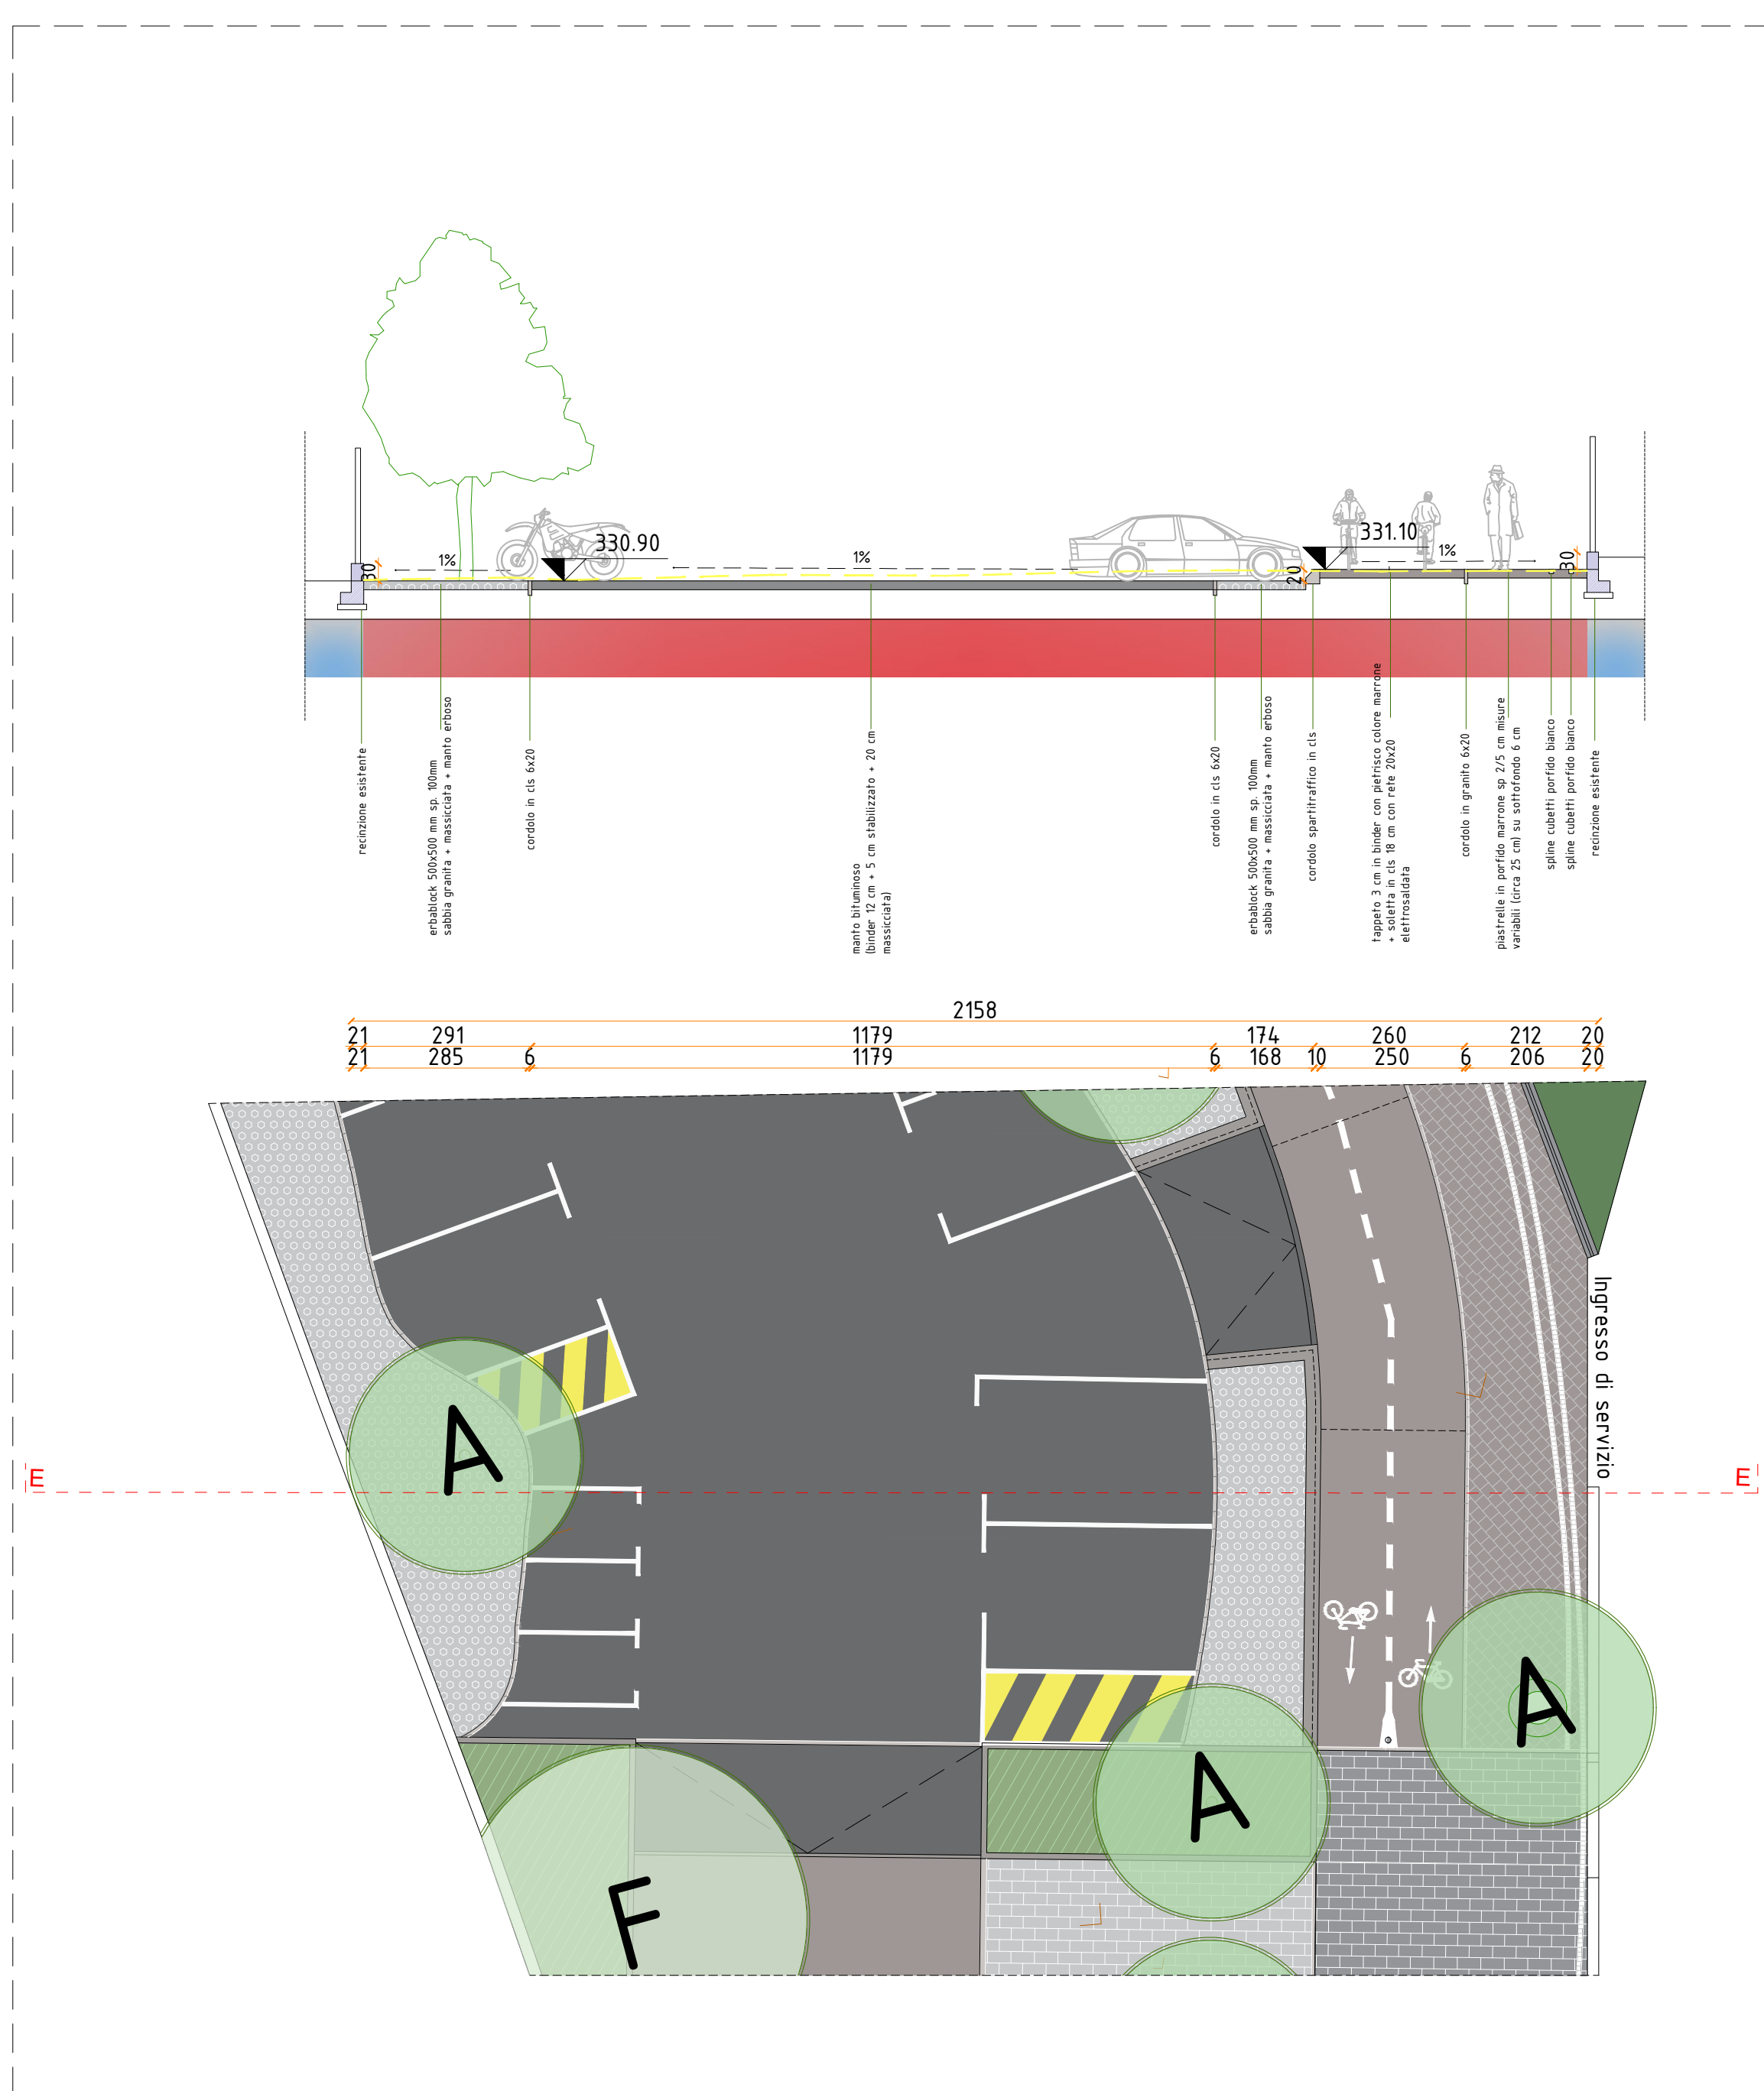 330.90
331.10
1%
1%
1%
30
20
30
recinzione esistente
erbablock 500x500 mm sp. 100mm
sabbia granita + massicciata + manto erboso
cordolo in cls 6x20
manto bituminoso
(binder 12 cm + 5 cm stabilizzato + 20 cm
massicciata)
cordolo in cls 6x20
erbablock 500x500 mm sp. 100mm
sabbia granita + massicciata + manto erboso
cordolo spartitraffico in cls
tappeto 3 cm in binder con pietrisco colore marrone
+ soletta in cls 18 cm con rete 20x20
elettrosaldata
cordolo in granito 6x20
piastrelle in porfido marrone sp 2/5 cm misure
variabili (circa 25 cm) su sottofondo 6 cm
spline cubetti porfido bianco
spline cubetti porfido bianco
recinzione esistente
2158
21 291 1179 174 260 212 20
21 285 6 1179 6 168 10 250 6 206 20
Ingresso di servizio
A
E E
A
A
F